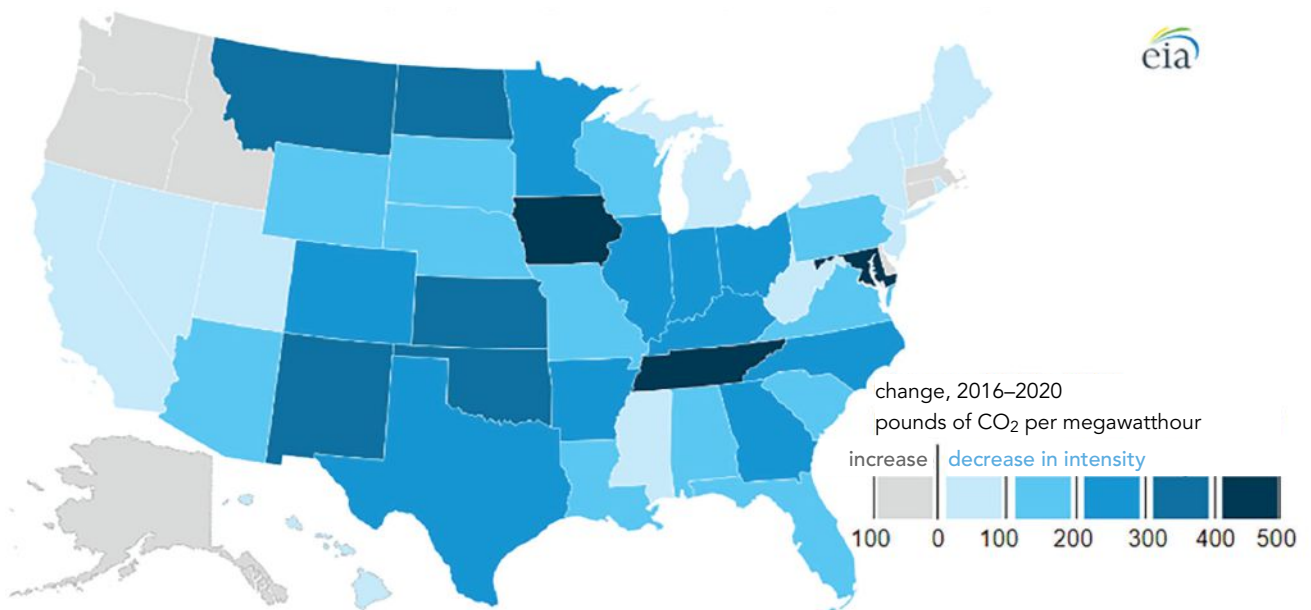 eia
change, 2016–2020
pounds of CO₂ per megawatthour
increase decrease in intensity
100 0 100 200 300 400 500